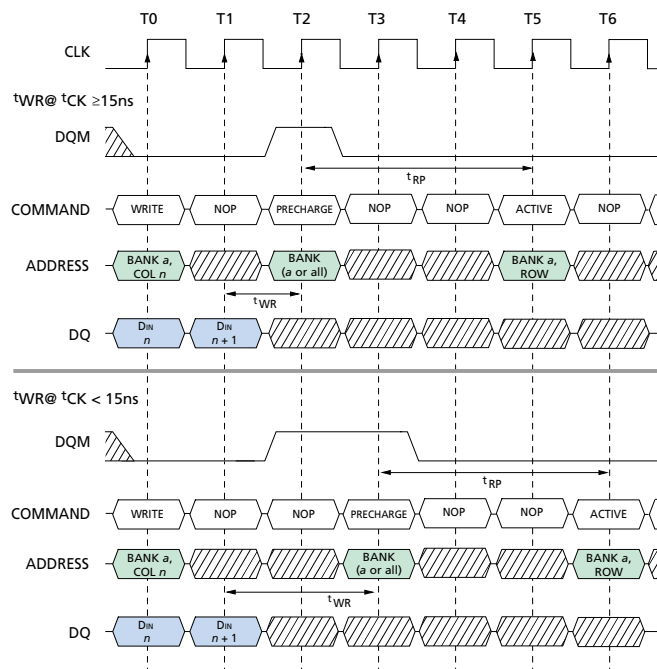 T0 T1 T2 T3 T4 T5 T6
CLK
tWR@ tCK ≥15ns
DQM
tRP
COMMAND WRITE NOP PRECHARGE NOP NOP ACTIVE NOP
ADDRESS BANK a, COL n BANK (a or all) BANK a, ROW
tWR
DQ DIN n DIN n + 1
tWR@ tCK < 15ns
DQM
tRP
COMMAND WRITE NOP NOP PRECHARGE NOP NOP ACTIVE
ADDRESS BANK a, COL n BANK (a or all) BANK a, ROW
tWR
DQ DIN n DIN n + 1